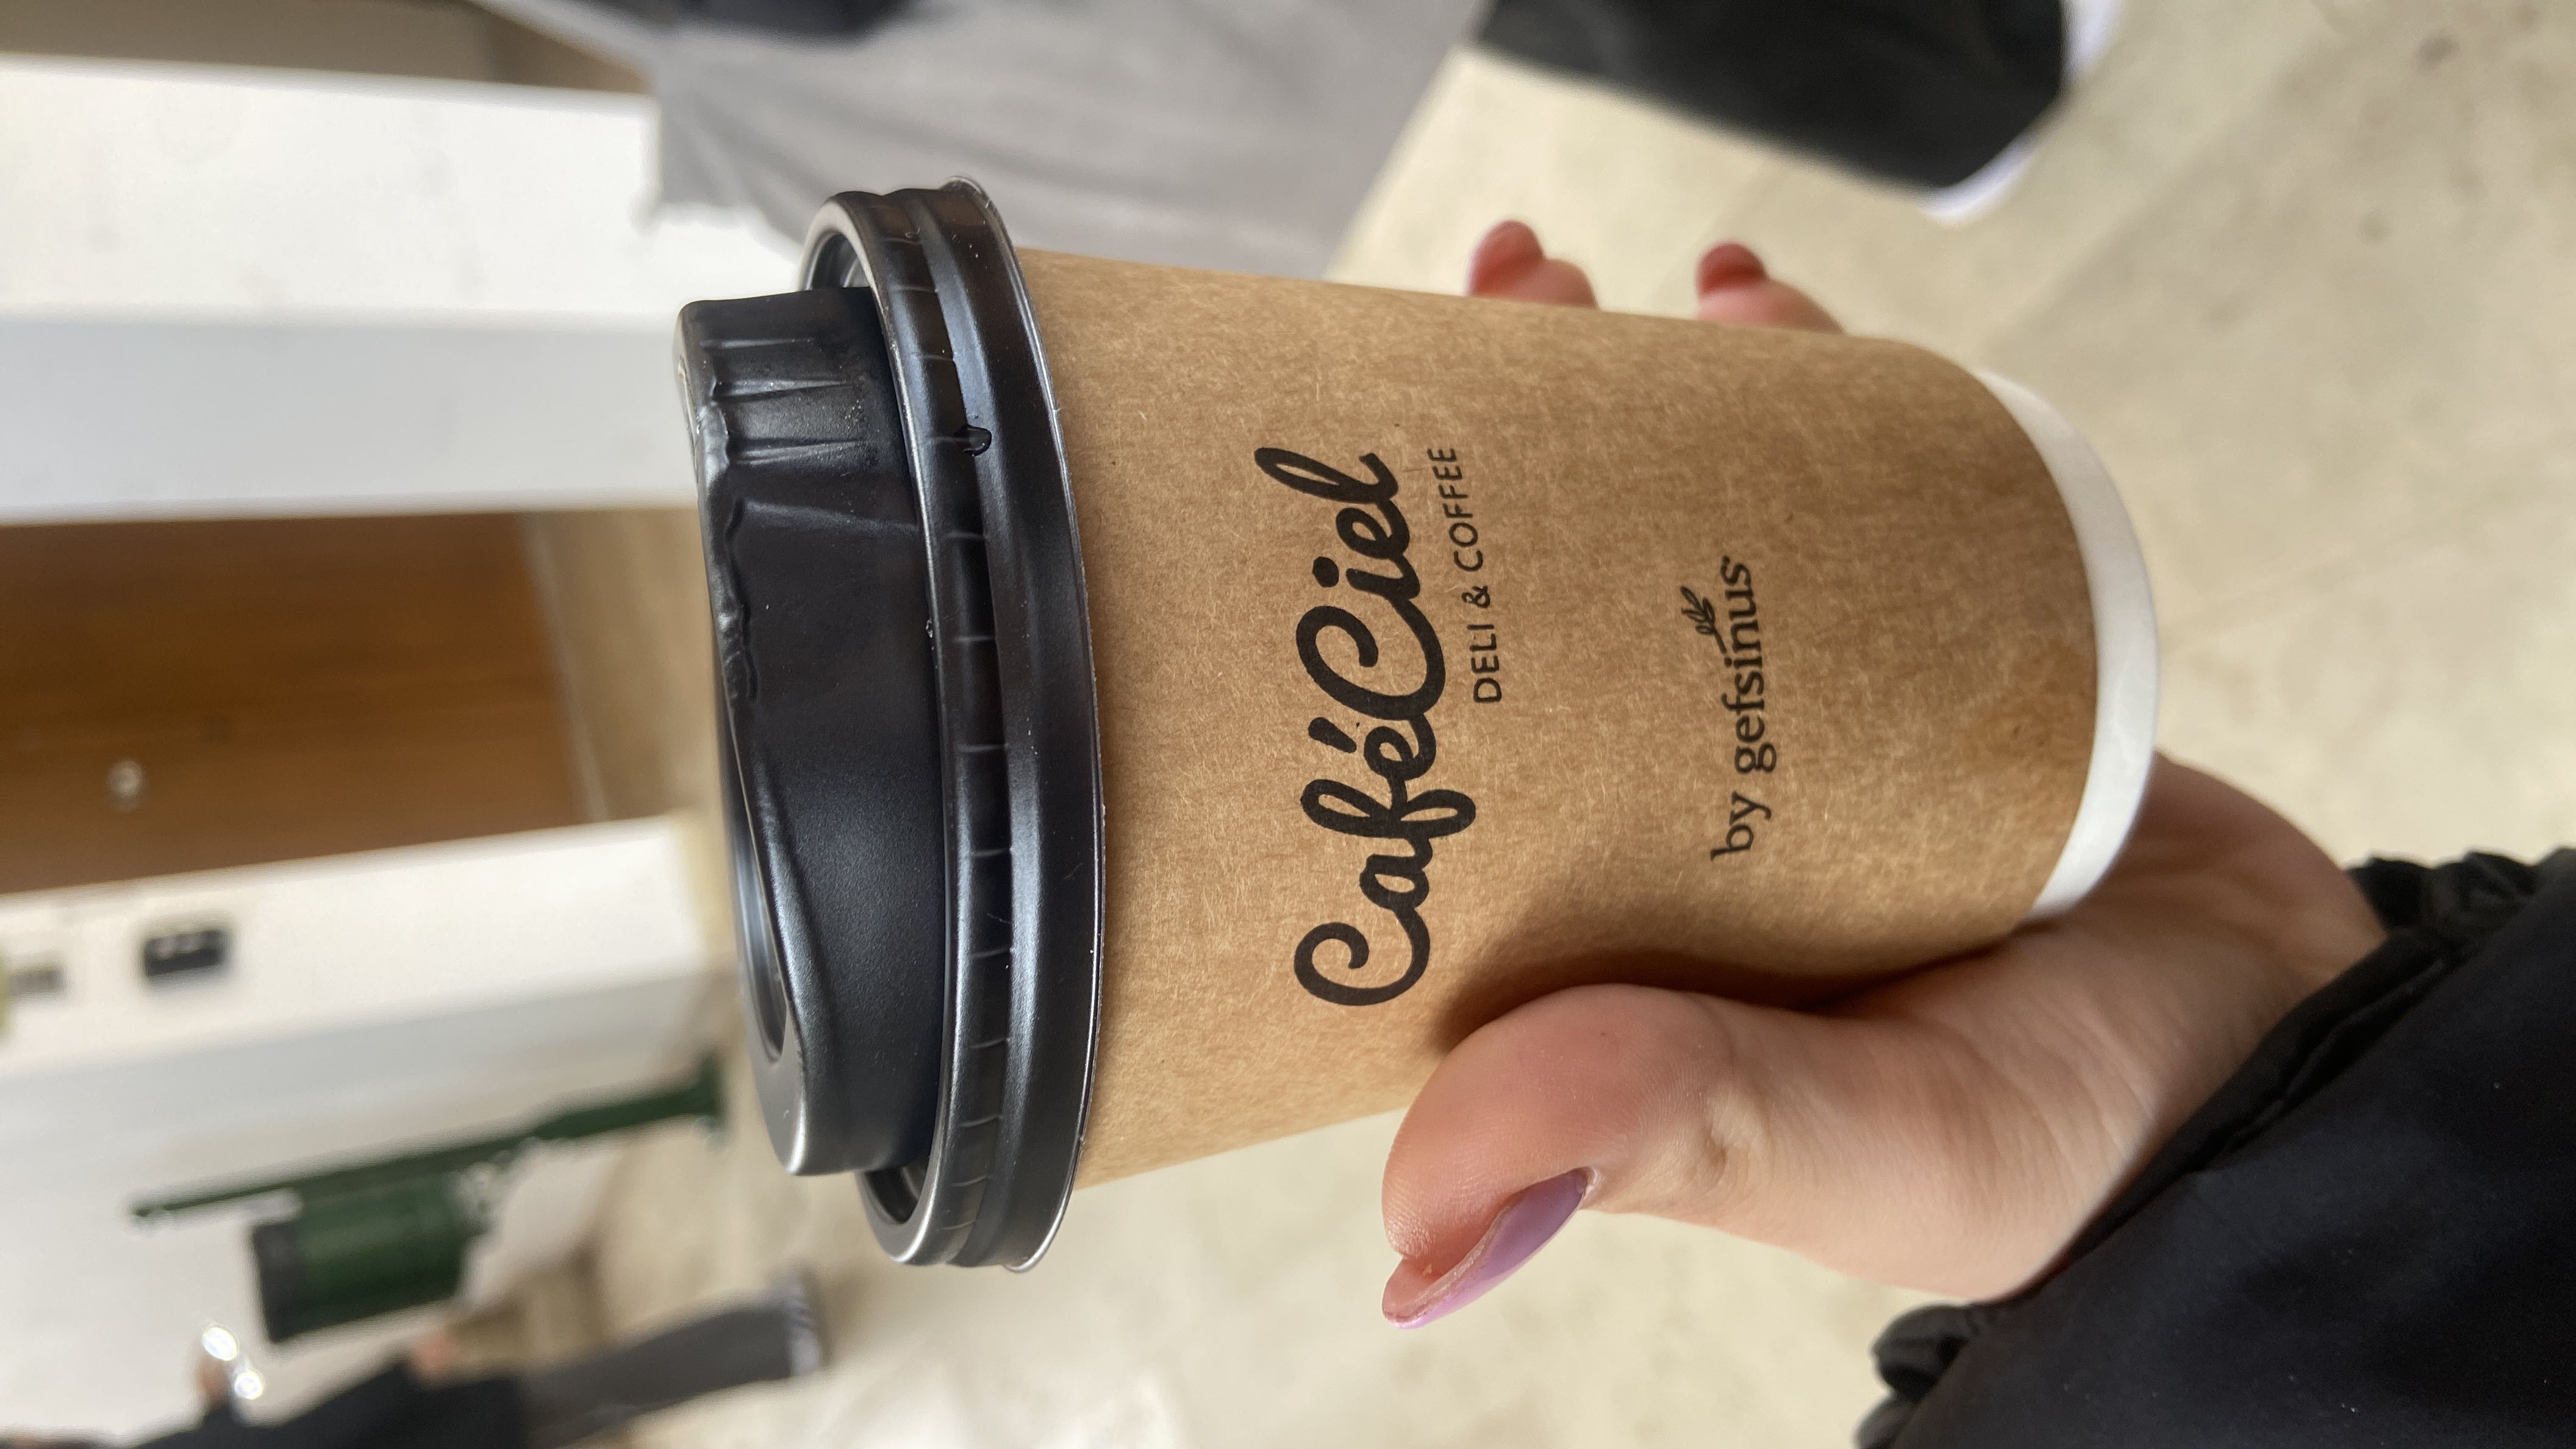 CaféCiel
DELI & COFFEE
by gefsinus